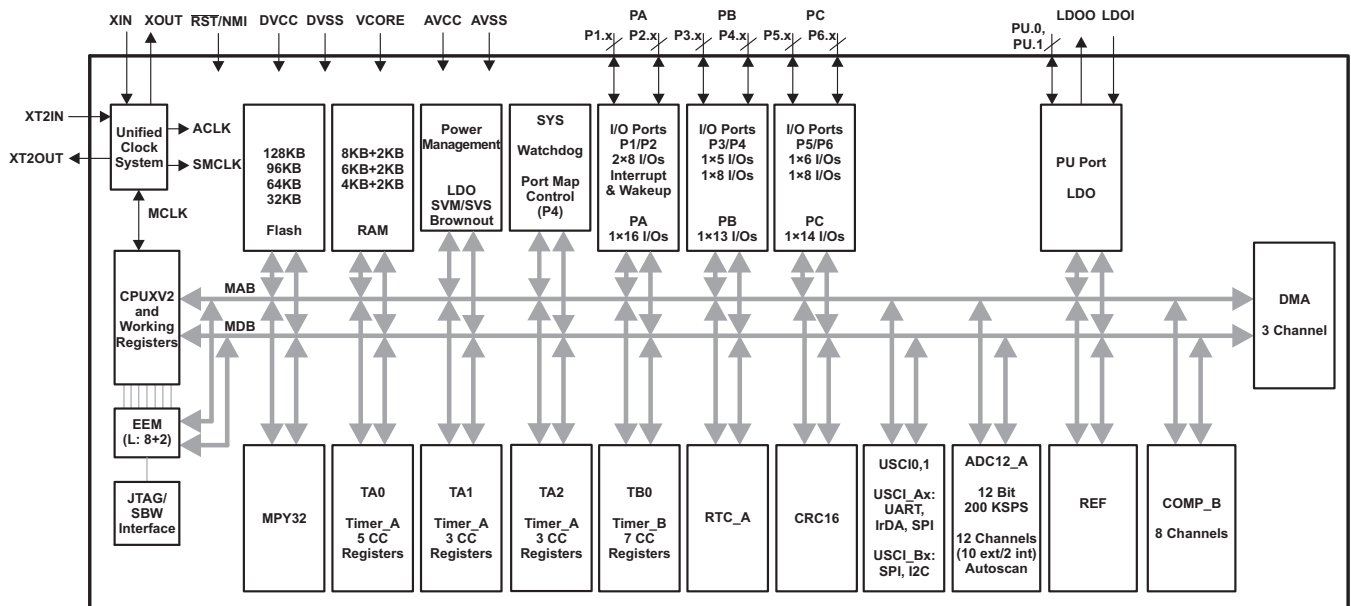 XIN XOUT RST/NMI DVCC DVSS VCORE AVCC AVSS
PA PB PC
P1.x P2.x P3.x P4.x P5.x P6.x
PU.0,
PU.1
LDOO LDOI
XT2IN
XT2OUT
Unified
Clock
System
ACLK
SMCLK
MCLK
128KB
96KB
64KB
32KB
Flash
8KB+2KB
6KB+2KB
4KB+2KB
RAM
Power
Management
LDO
SVM/SVS
Brownout
SYS
Watchdog
Port Map
Control
(P4)
I/O Ports
P1/P2
2×8 I/Os
Interrupt
& Wakeup
PA
1×16 I/Os
I/O Ports
P3/P4
1×5 I/Os
1×8 I/Os
PB
1×13 I/Os
I/O Ports
P5/P6
1×6 I/Os
1×8 I/Os
PC
1×14 I/Os
PU Port
LDO
CPUXV2
and
Working
Registers
MAB
MDB
DMA
3 Channel
EEM
(L: 8+2)
JTAG/
SBW
Interface
MPY32
TA0
Timer_A
5 CC
Registers
TA1
Timer_A
3 CC
Registers
TA2
Timer_A
3 CC
Registers
TB0
Timer_B
7 CC
Registers
RTC_A
CRC16
USCI0,1
USCI_Ax:
UART,
IrDA, SPI
USCI_Bx:
SPI, I2C
ADC12_A
12 Bit
200 KSPS
12 Channels
(10 ext/2 int)
Autoscan
REF
COMP_B
8 Channels